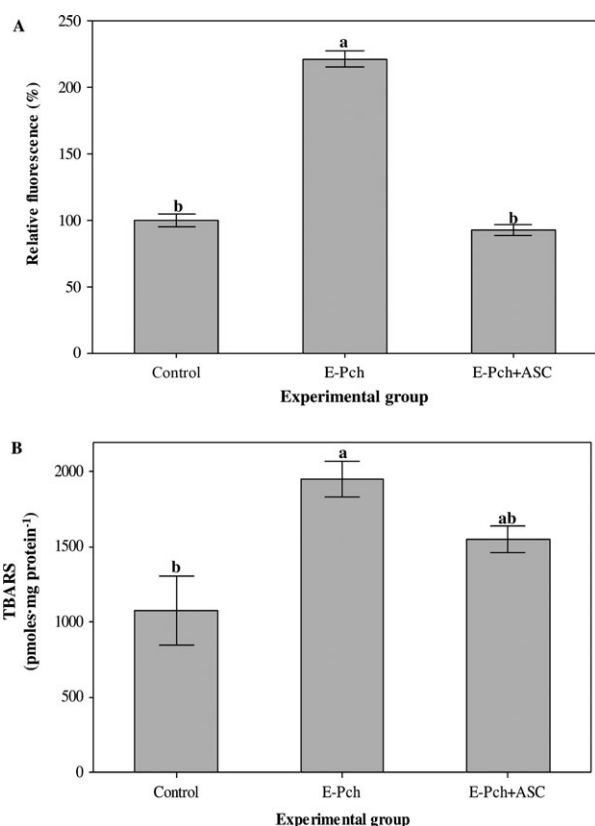 A
Relative fluorescence (%)
250
200
150
100
50
0
b
a
b
Control
E-Pch
E-Pch+ASC
Experimental group
B
TBARS
(pmoles·mg protein⁻¹)
2000
1500
1000
500
0
b
a
ab
Control
E-Pch
E-Pch+ASC
Experimental group